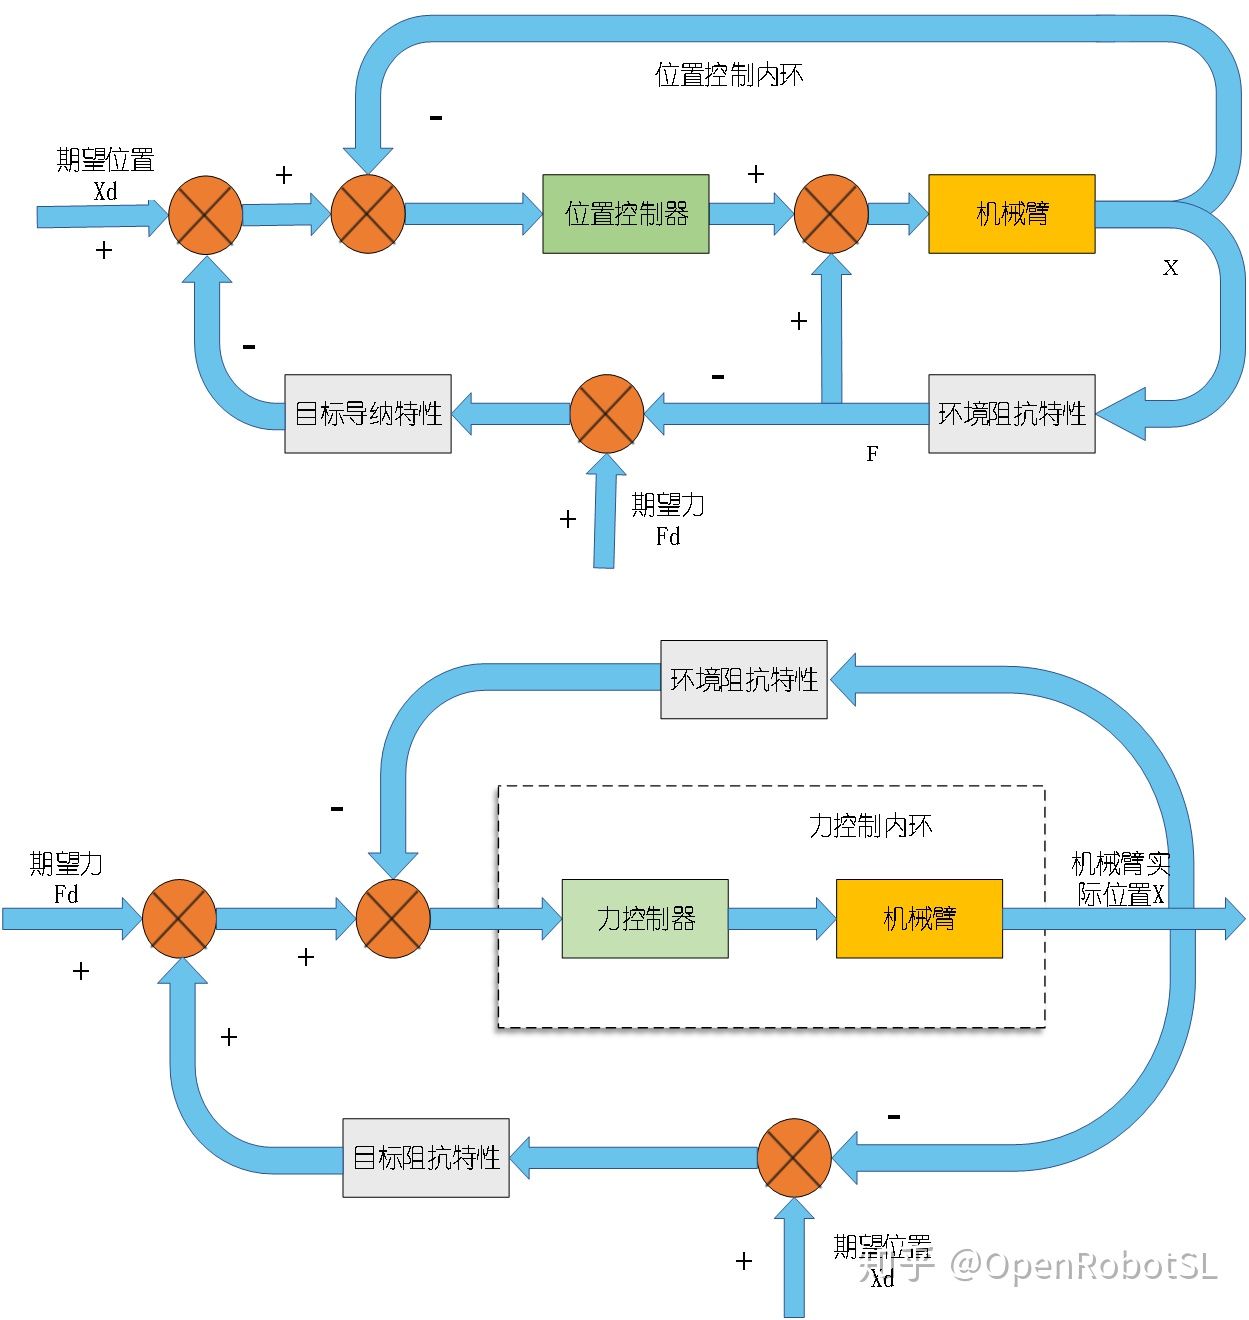 位置控制内环
-
期望位置
Xd
+
+
位置控制器
+
机械臂
X
+
-
-
目标导纳特性
环境阻抗特性
F
期望力
Fd
+
环境阻抗特性
-
力控制内环
期望力
Fd
+
+
力控制器
机械臂
机械臂实
际位置X
+
-
目标阻抗特性
+
期望位置
Xd
知乎 @OpenRobotSL